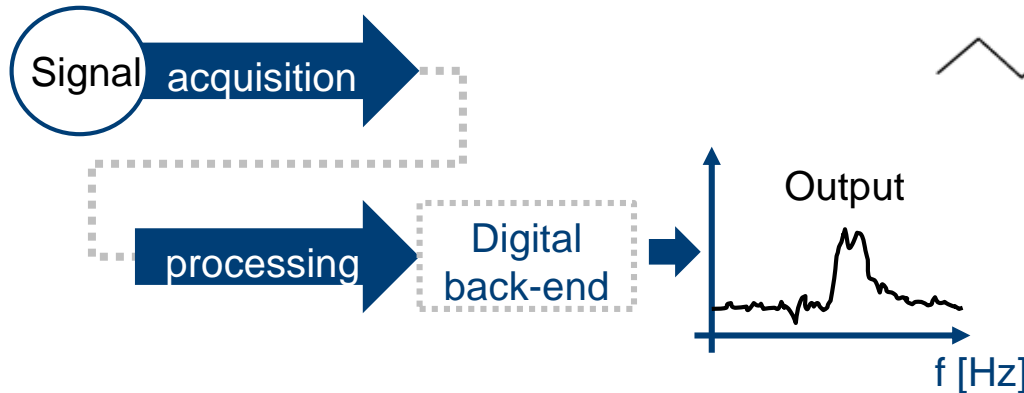 Signal acquisition
processing
Digital
back-end
Output
f [Hz]